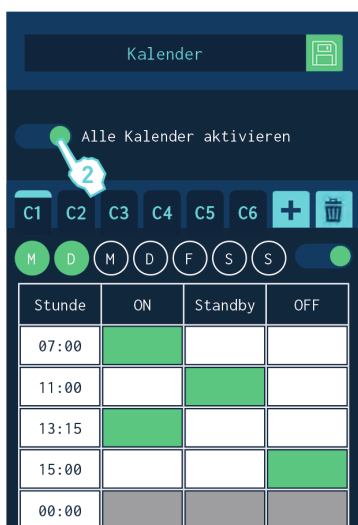 Kalender
Alle Kalender aktivieren
2
C1 C2 C3 C4 C5 C6 +
M D M D F S S
Stunde ON Standby OFF
07:00
11:00
13:15
15:00
00:00